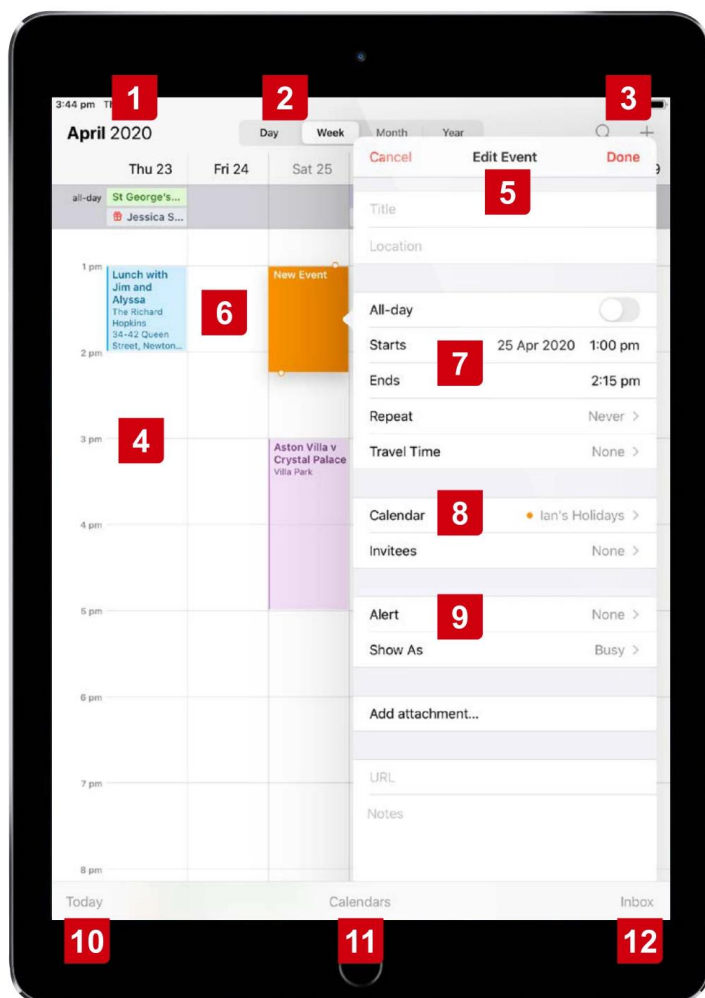 1
2
3
3:44 pm
April 2020
Day Week Month Year
Thu 23 Fri 24 Sat 25 9
Cancel Edit Event Done
5
all-day St George's...
Jessica S...
Title
Location
1 pm
Lunch with
Jim and
Alyssa
The Richard
Hopkins
34-42 Queen
Street, Newton...
6
New Event
All-day
Starts 25 Apr 2020 1:00 pm
7
Ends 2:15 pm
2 pm
Repeat Never
Travel Time None
3 pm
4
Aston Villa v
Crystal Palace
Villa Park
Calendar 8 Ian's Holidays
4 pm
Invitees None
5 pm
Alert 9 None
Show As Busy
6 pm
Add attachment...
7 pm
URL
Notes
8 pm
Today Calendars Inbox
10 11 12